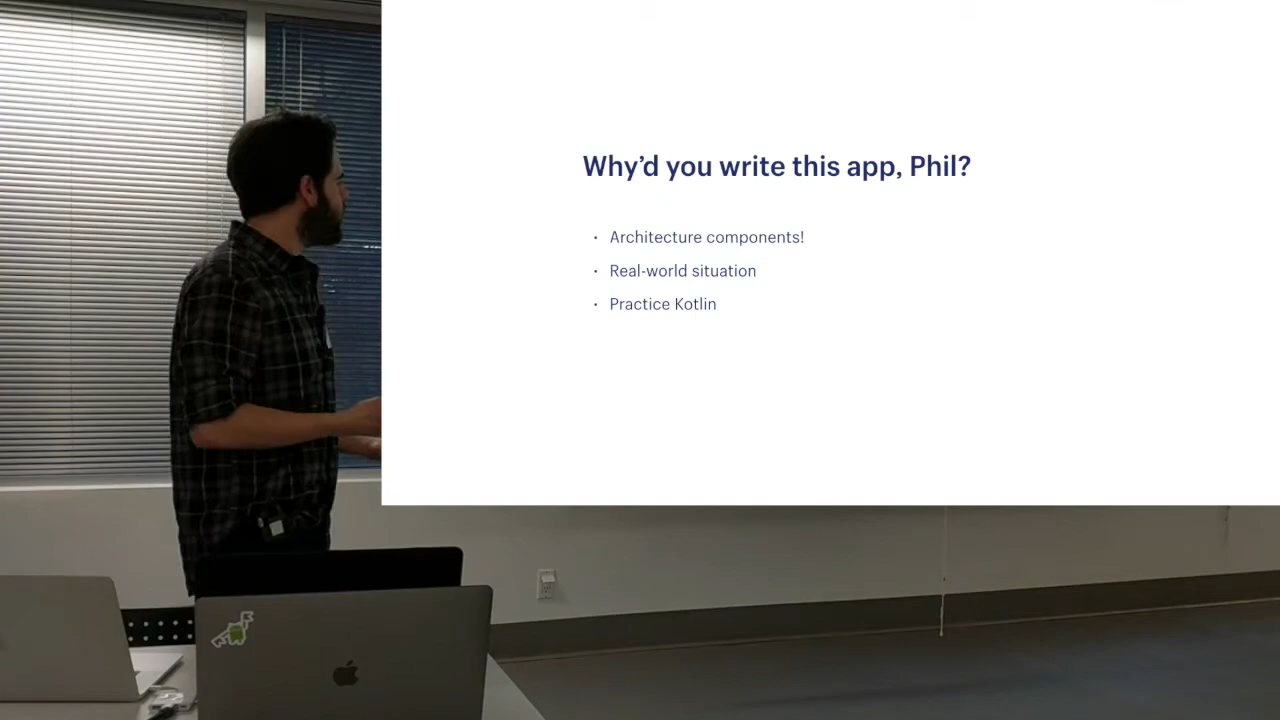 Why’d you write this app, Phil?
· Architecture components!
· Real-world situation
· Practice Kotlin